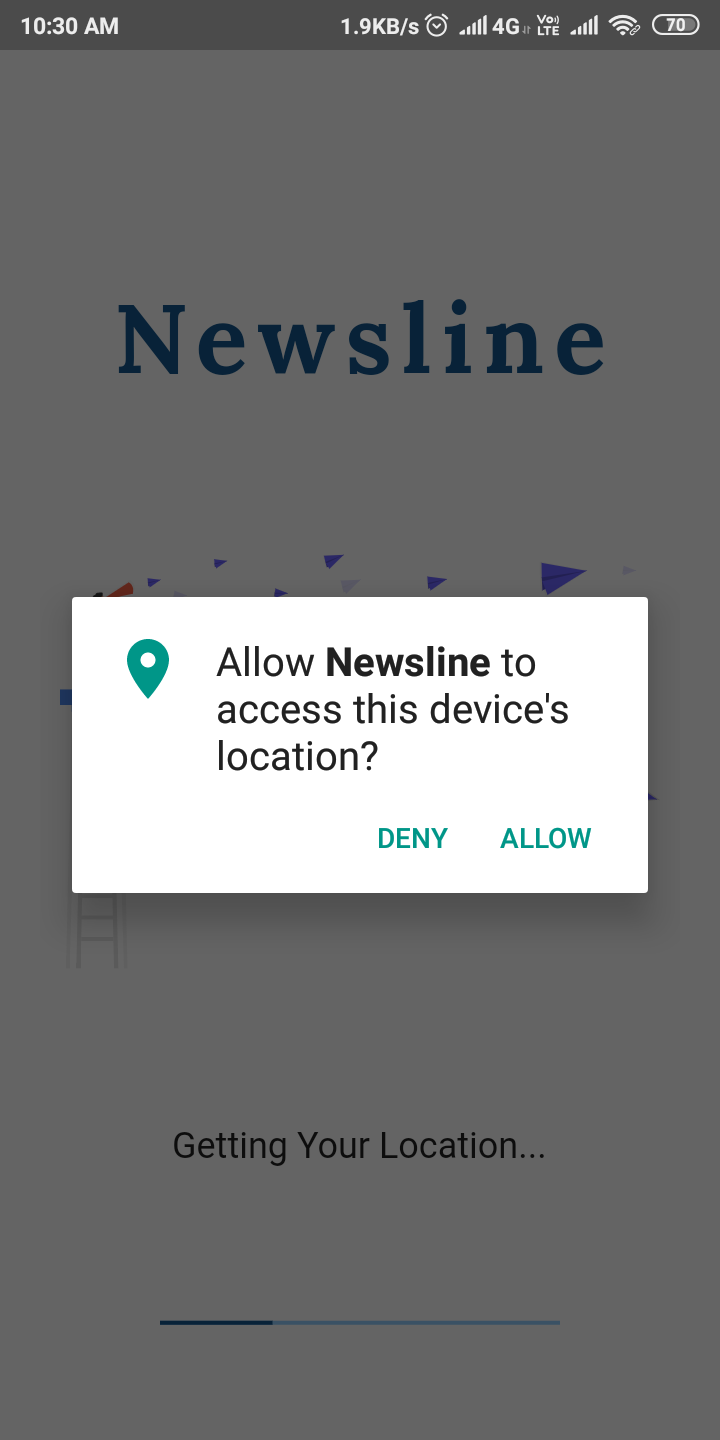 10:30 AM 1.9KB/s 4G Vo) LTE 70
Newsline
Allow Newsline to
access this device's
location?
DENY ALLOW
Getting Your Location...